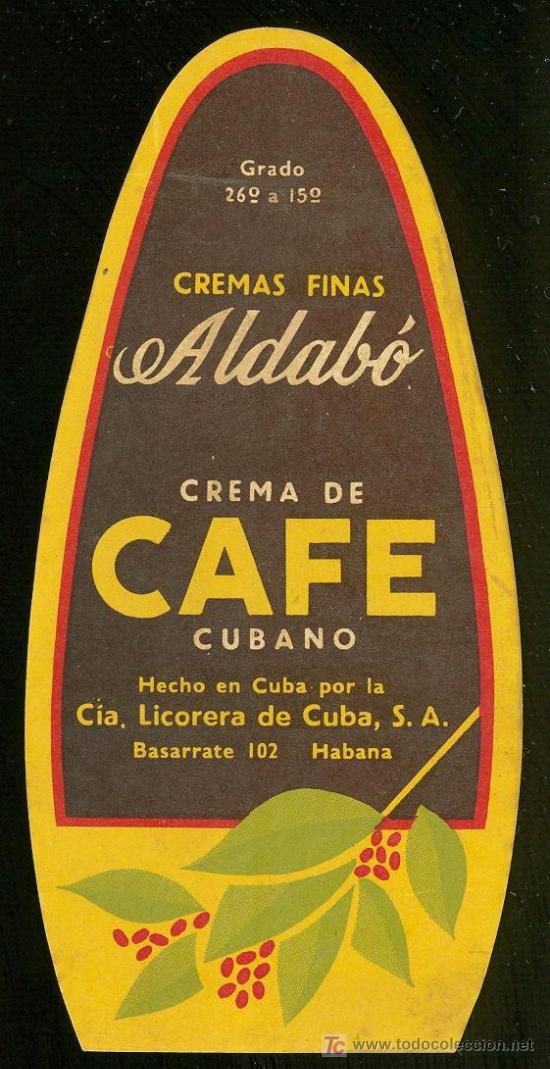 Grado
26º a 15º
CREMAS FINAS
Aldabó
CREMA DE
CAFE
CUBANO
Hecho en Cuba por la
Cía. Licorera de Cuba, S. A.
Basarrate 102 Habana
Tc www.todocoleccion.net